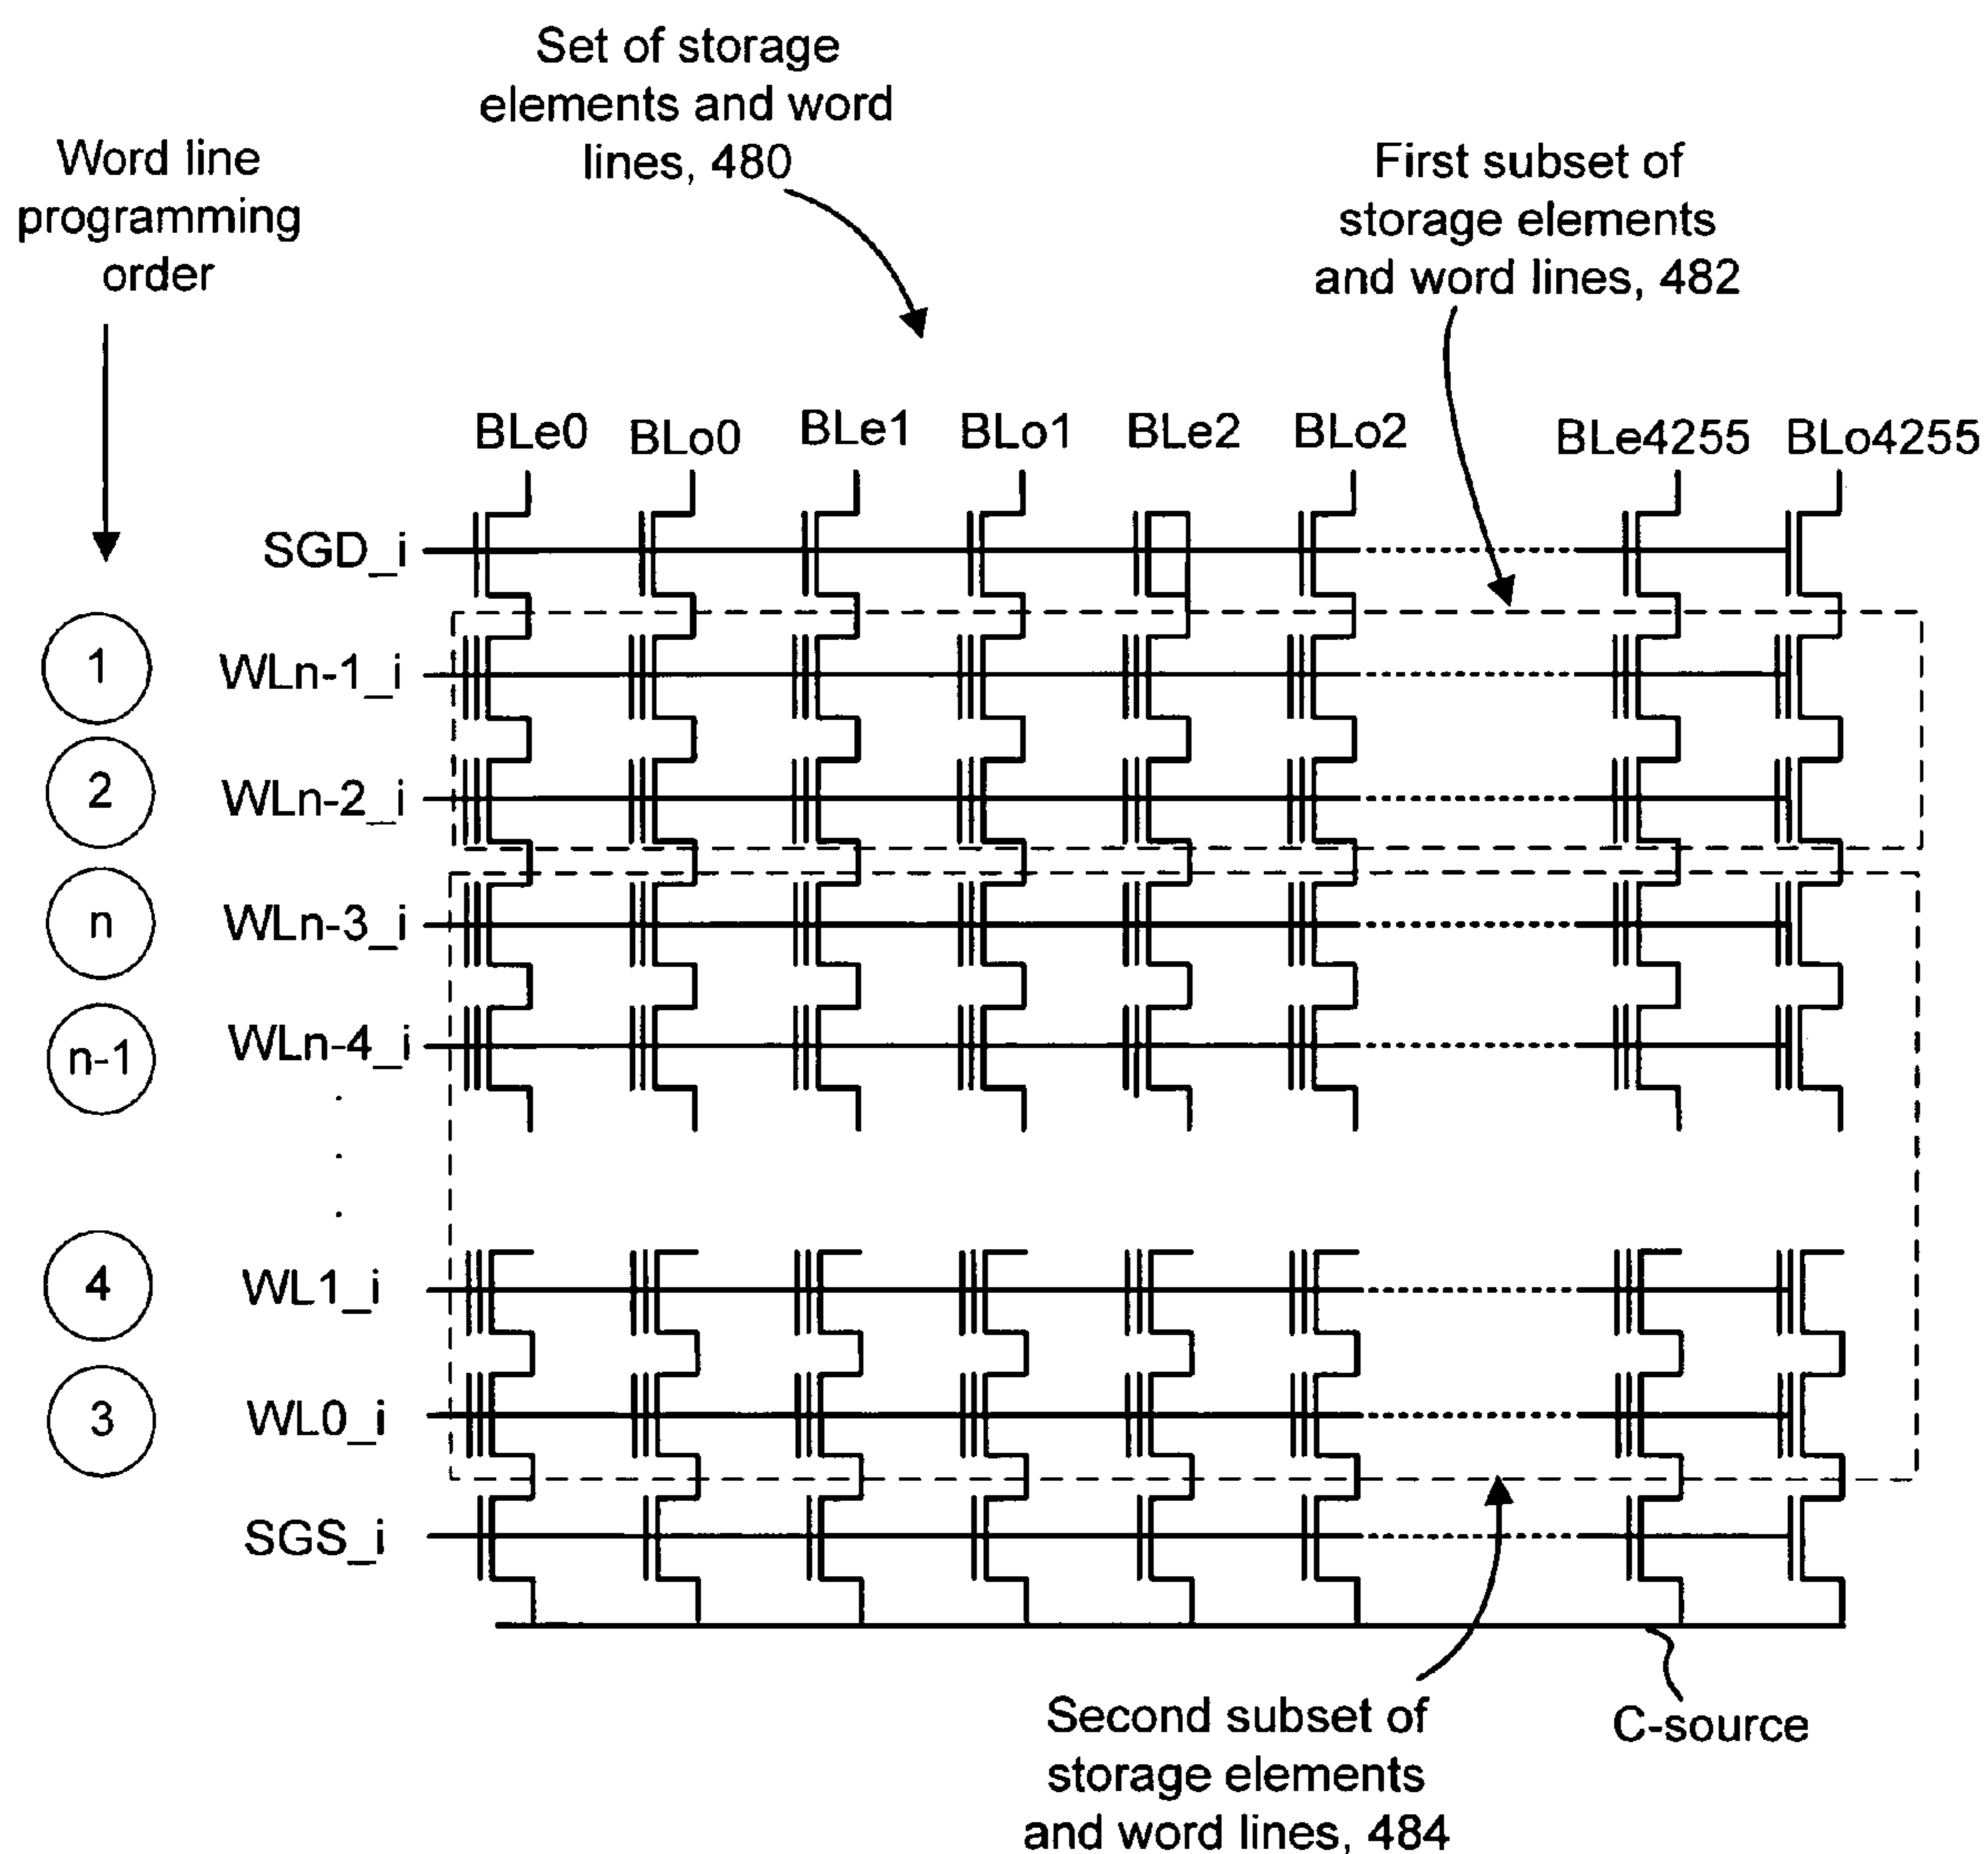 Set of storage
elements and word
lines, 480
Word line
programming
order
First subset of
storage elements
and word lines, 482
BLe0 BLo0 BLe1 BLo1 BLe2 BLo2 BLe4255 BLo4255
SGD_i
1 WLn-1_i
2 WLn-2_i
n WLn-3_i
n-1 WLn-4_i
.
.
.
4 WL1_i
3 WL0_i
SGS_i
Second subset of
storage elements
and word lines, 484
C-source